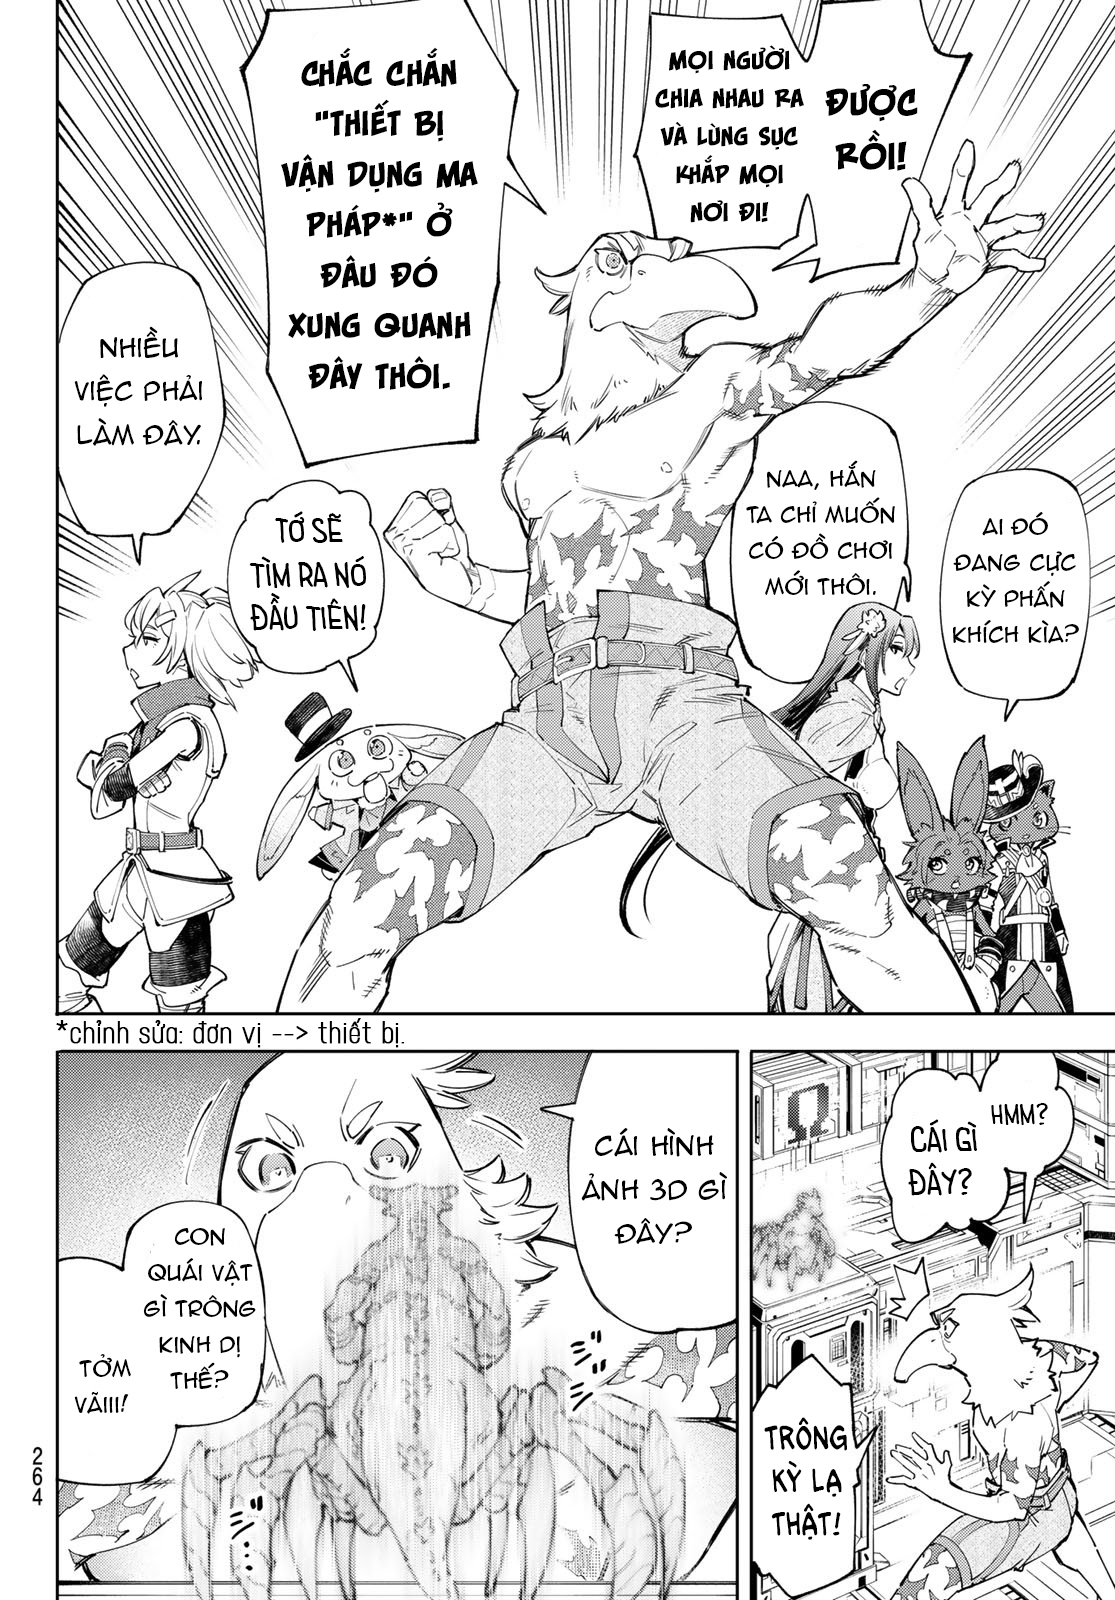 ĐƯỢC
RỒI!
MỌI NGƯỜI
CHIA NHAU RA
VÀ LÙNG SỤC
KHẮP MỌI
NƠI ĐI!
CHẮC CHẮN
"THIẾT BỊ
VẬN DỤNG MA
PHÁP*" Ở
ĐÂU ĐÓ
XUNG QUANH
ĐÂY THÔI.
AI ĐÓ
ĐANG CỰC
KỲ PHẤN
KHÍCH KÌA?
NAA, HẮN
TA CHỈ MUỐN
CÓ ĐỒ CHƠI
MỚI THÔI.
TỚ SẼ
TÌM RA NÓ
ĐẦU TIÊN!
NHIỀU
VIỆC PHẢI
LÀM ĐÂY.
*chỉnh sửa: đơn vị --> thiết bị.
HMM?
CÁI GÌ
ĐÂY?
Ω
TRÔNG
KỲ LẠ
THẬT!
CÁI HÌNH
ẢNH 3D GÌ
ĐÂY?
CON
QUÁI VẬT
GÌ TRÔNG
KINH DỊ
THẾ?
TỞM
VÃIII!
264